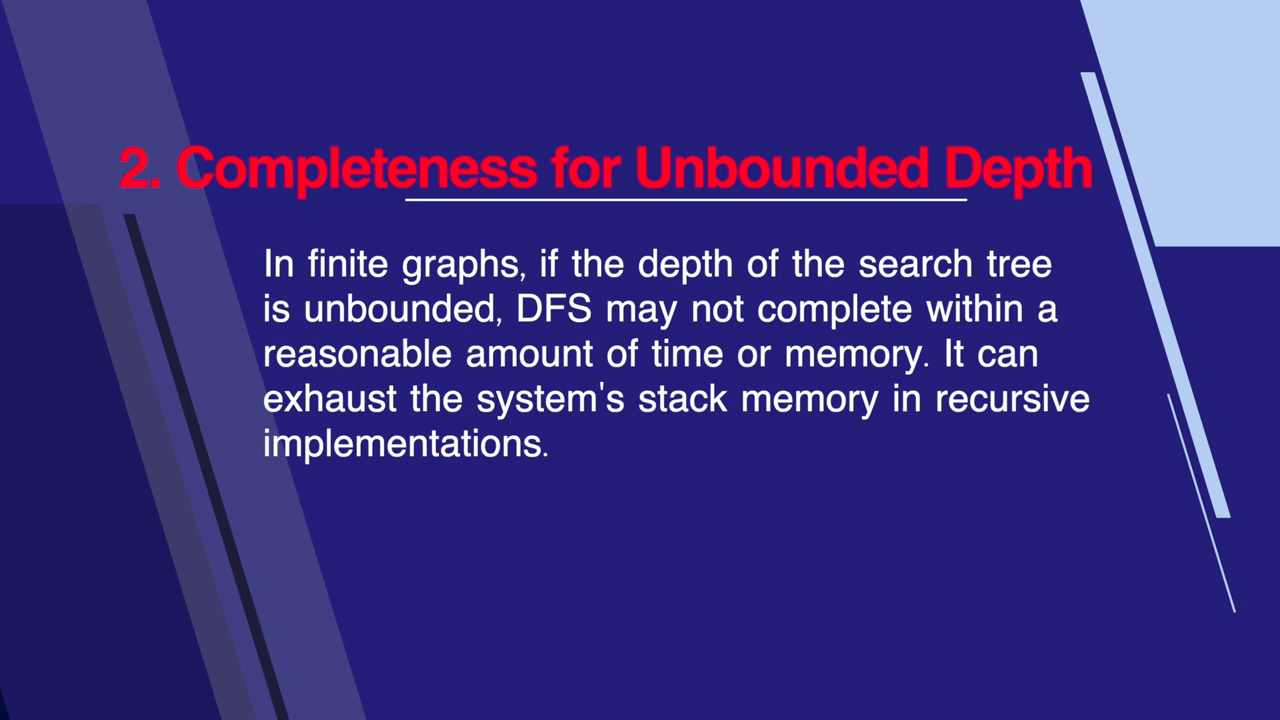 2. Completeness for Unbounded Depth
In finite graphs, if the depth of the search tree
is unbounded, DFS may not complete within a
reasonable amount of time or memory. It can
exhaust the system's stack memory in recursive
implementations.